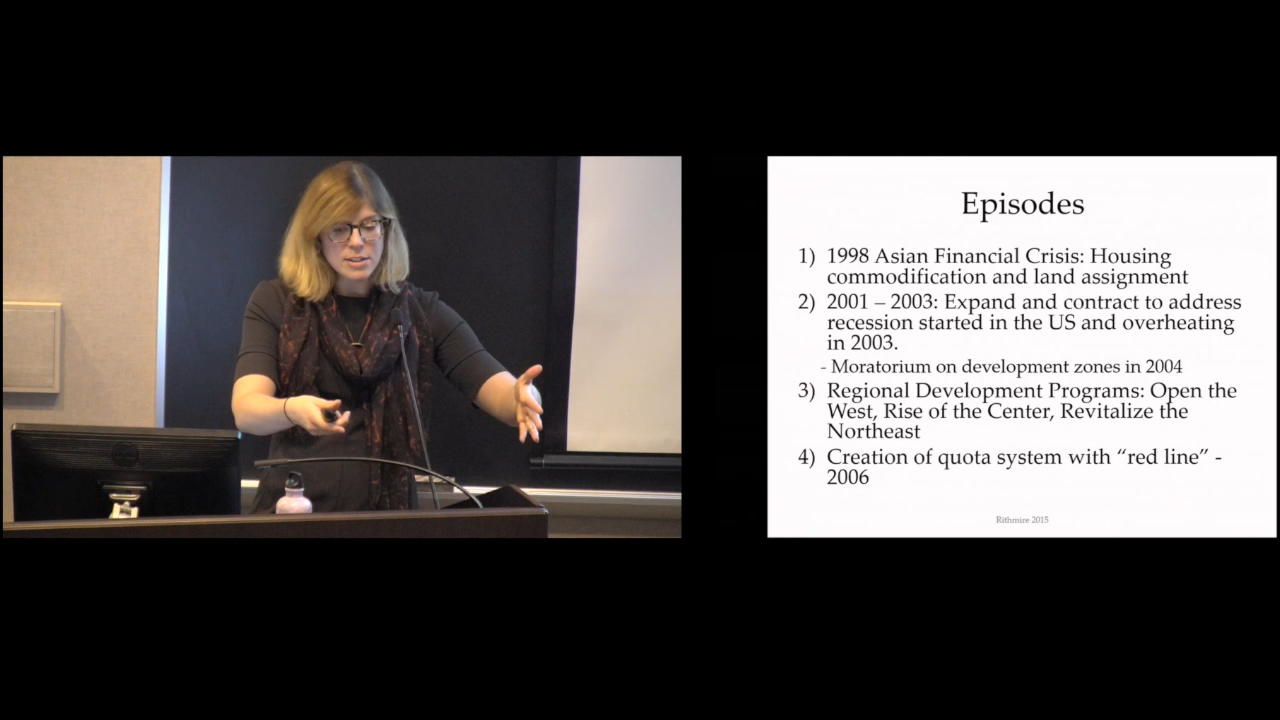 Episodes
1) 1998 Asian Financial Crisis: Housing
commodification and land assignment
2) 2001 – 2003: Expand and contract to address
recession started in the US and overheating
in 2003.
- Moratorium on development zones in 2004
3) Regional Development Programs: Open the
West, Rise of the Center, Revitalize the
Northeast
4) Creation of quota system with “red line” -
2006
Rithmire 2015